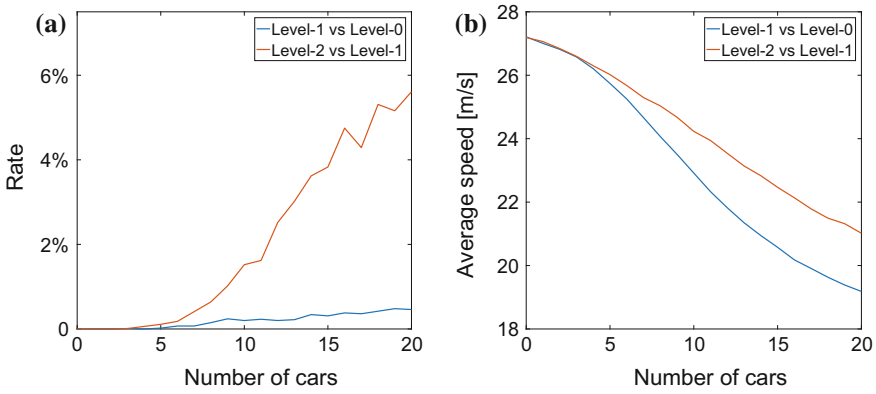 (a)
Level-1 vs Level-0
Level-2 vs Level-1
6%
4%
2%
0
Rate
0 5 10 15 20
Number of cars
(b)
Level-1 vs Level-0
Level-2 vs Level-1
28
26
24
22
20
18
Average speed [m/s]
0 5 10 15 20
Number of cars